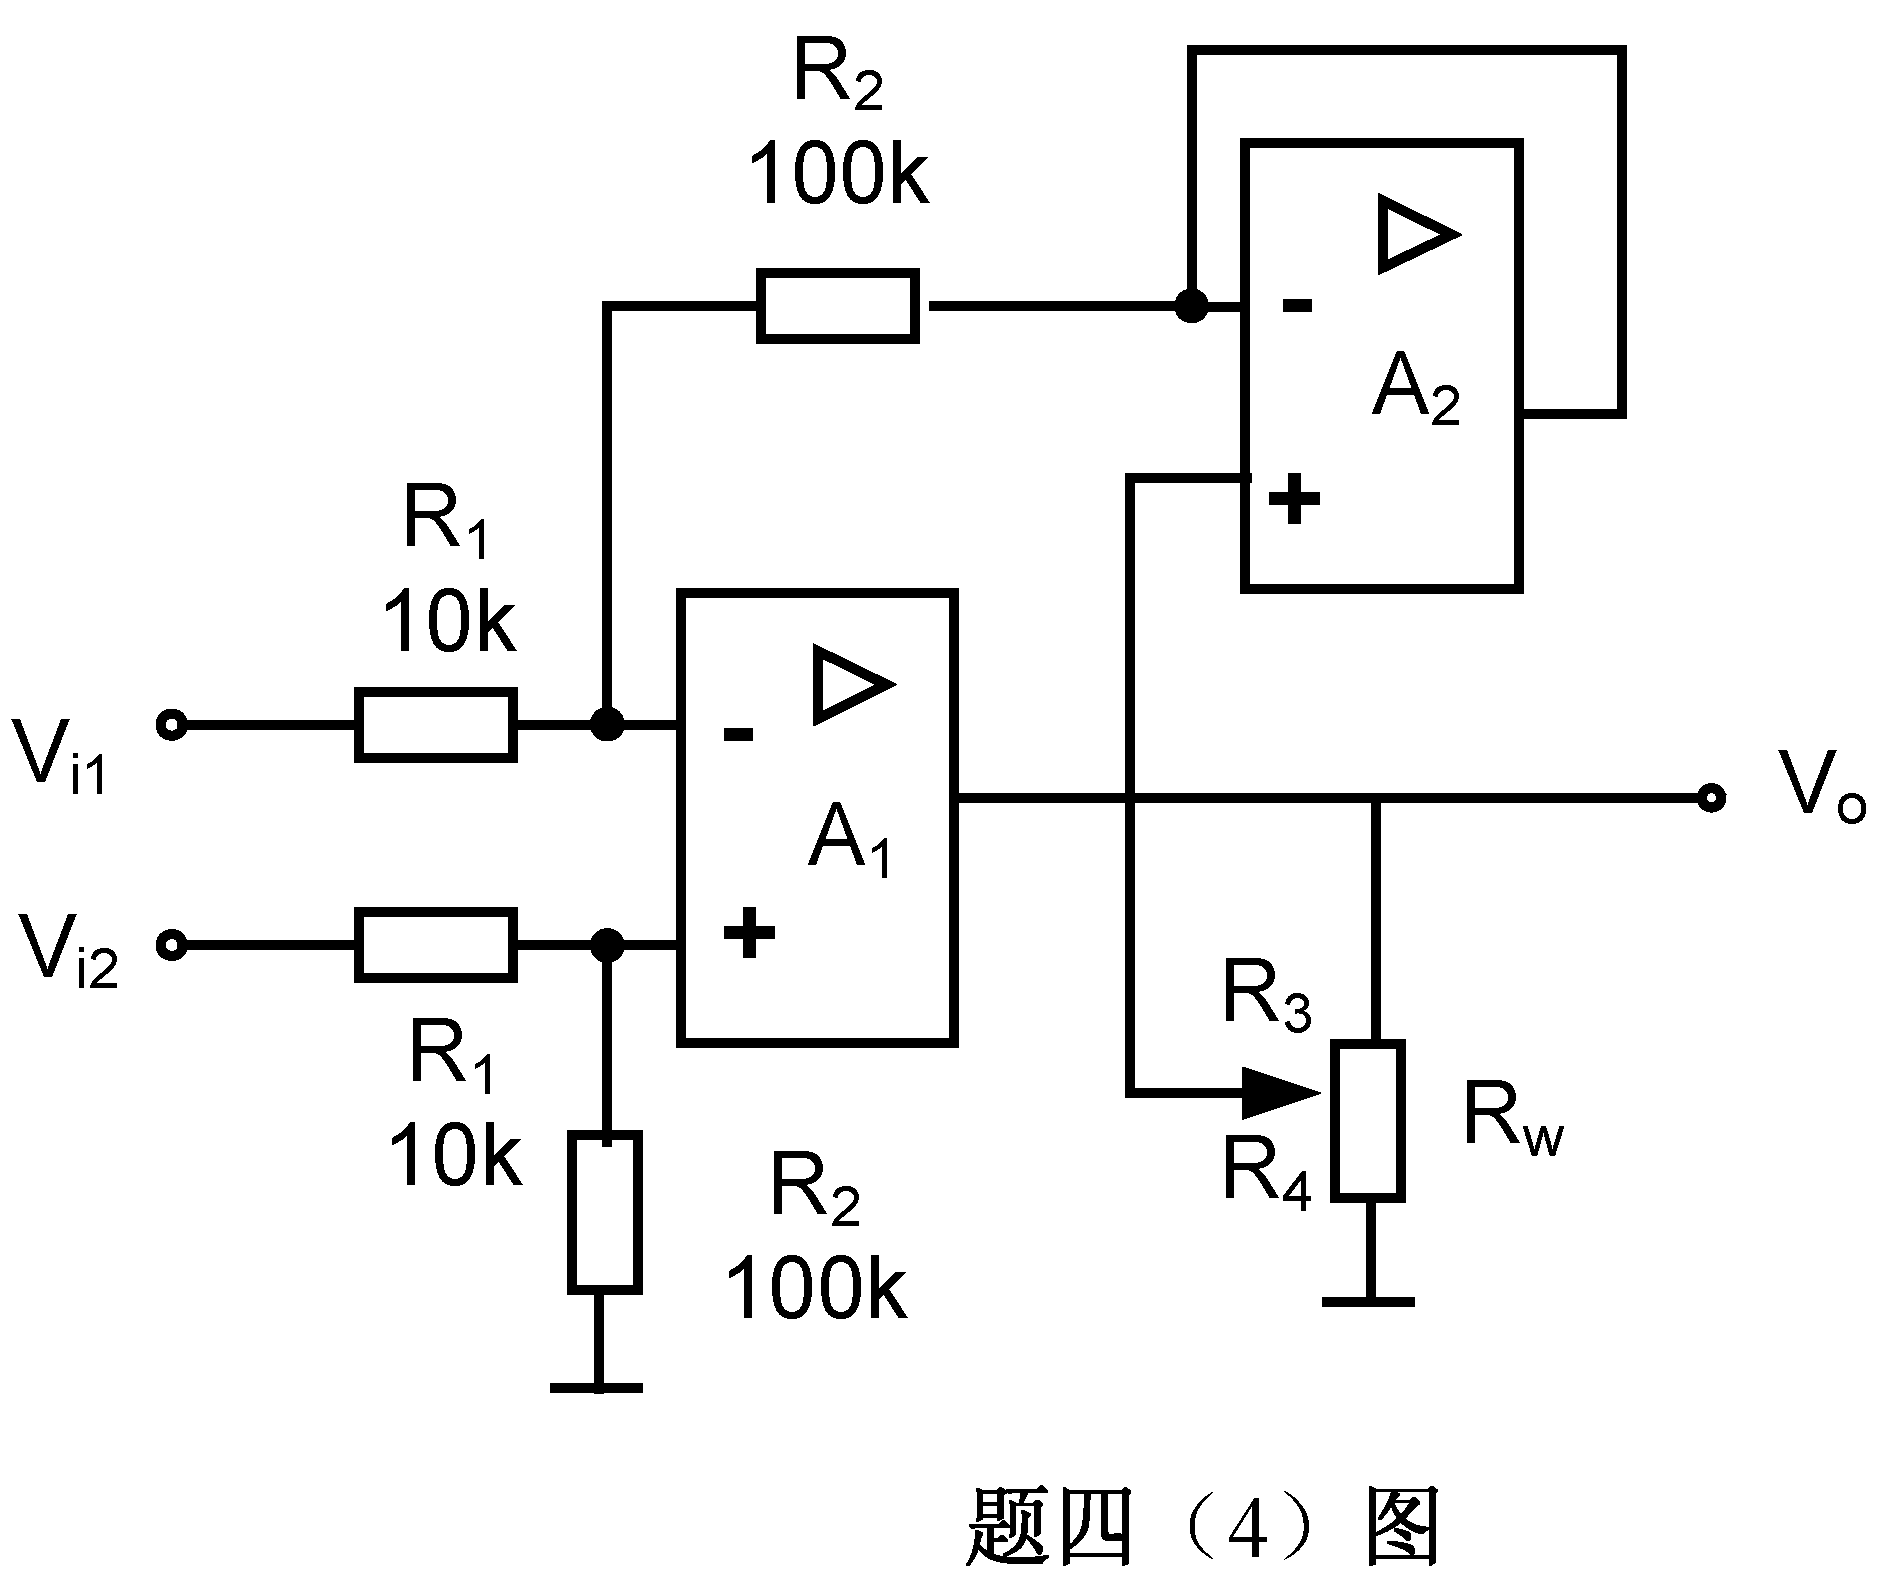 R2
100k
-
A2
+
R1
10k
Vi1
-
A1
+
Vo
Vi2
R1
10k
R3
R4
Rw
R2
100k
题四（4）图